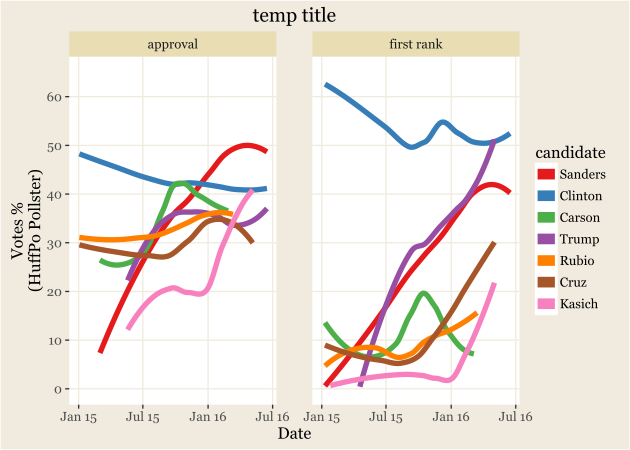 temp title
approval
first rank
Votes %
(HuffPo Pollster)
60
50
40
30
20
10
0
Jan 15
Jul 15
Jan 16
Jul 16
Jan 15
Jul 15
Jan 16
Jul 16
Date
candidate
Sanders
Clinton
Carson
Trump
Rubio
Cruz
Kasich